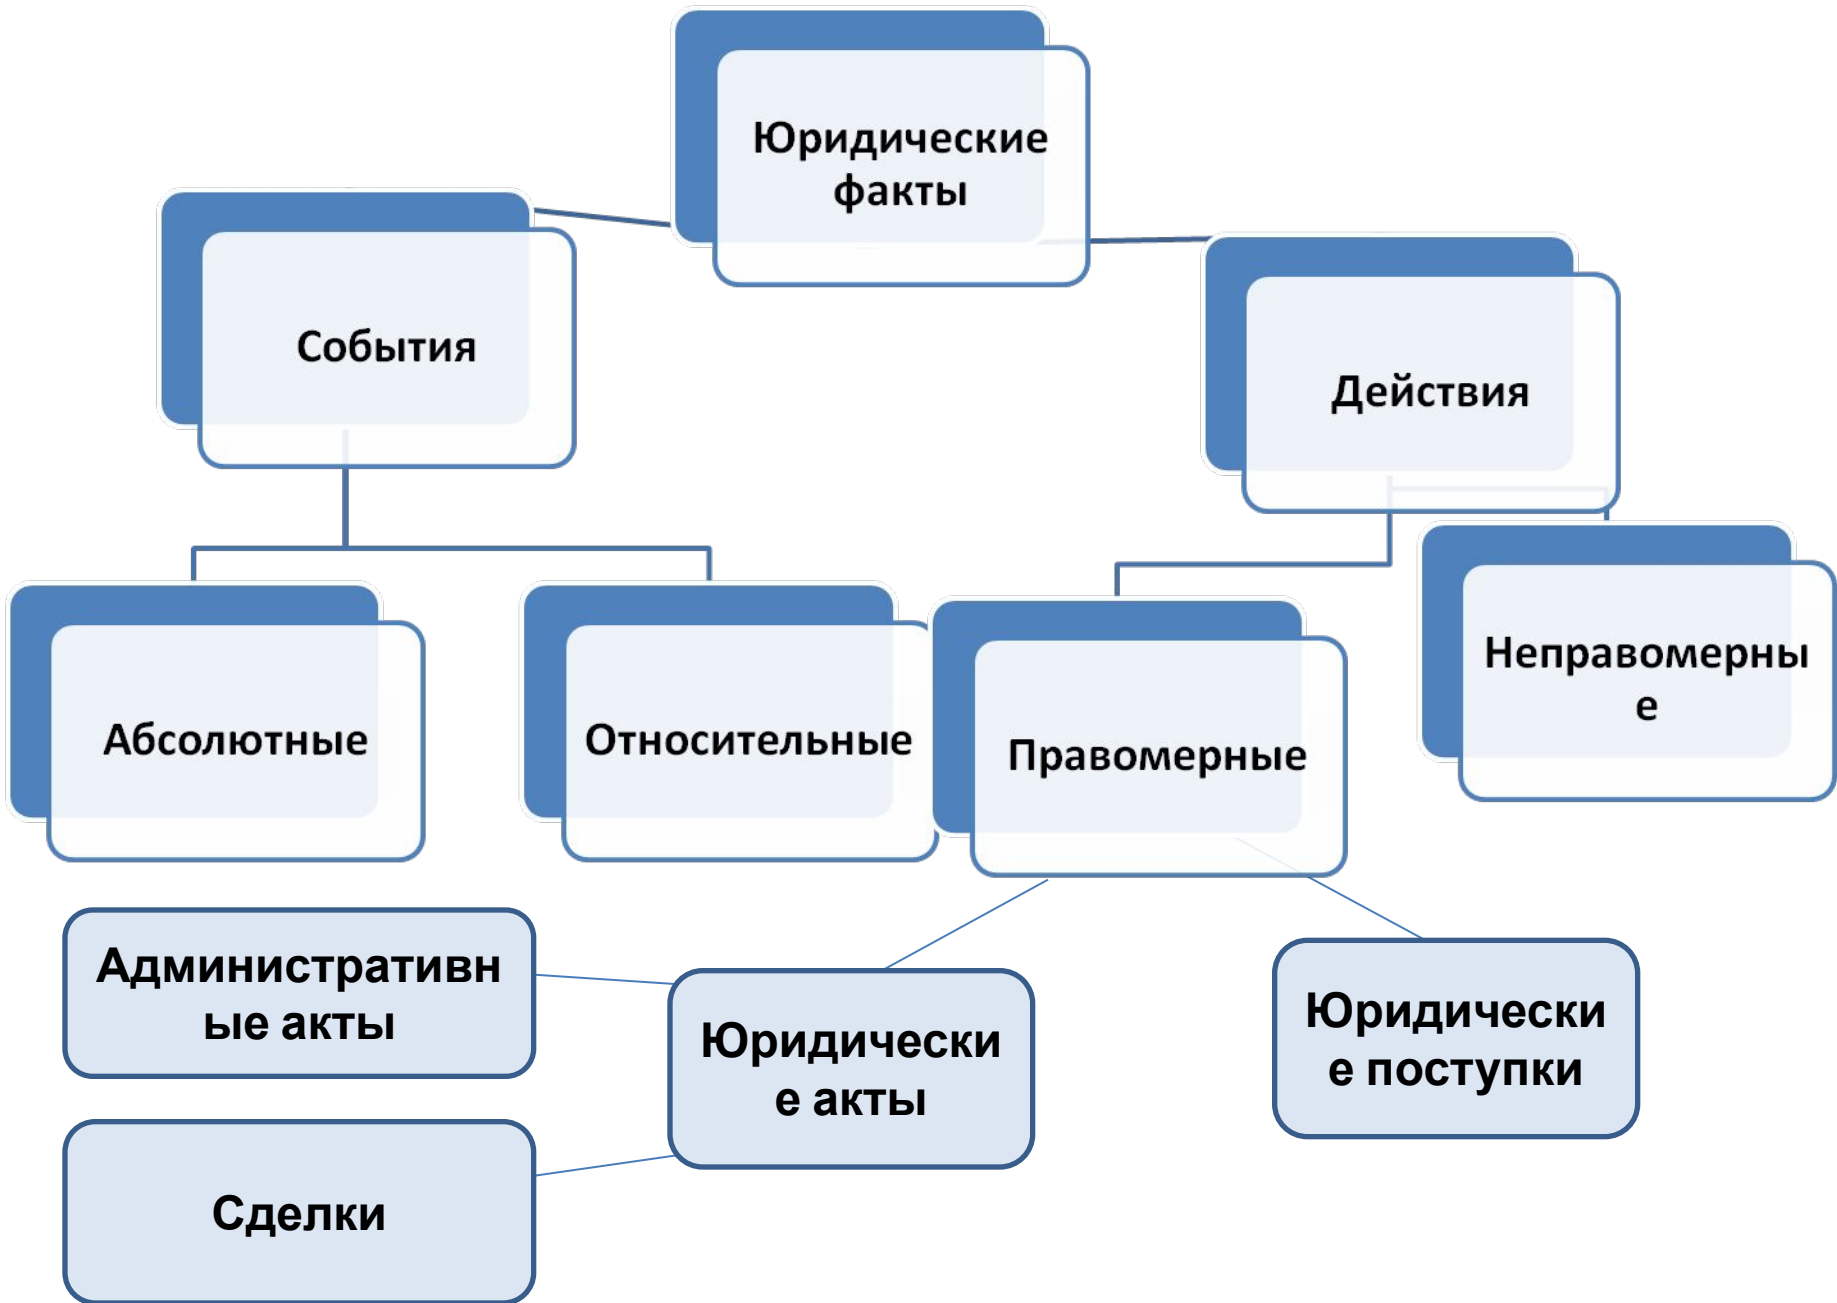 Юридические
факты
События
Действия
Абсолютные
Относительные
Правомерные
Неправомерны
е
Административн
ые акты
Юридически
е акты
Юридически
е поступки
Сделки